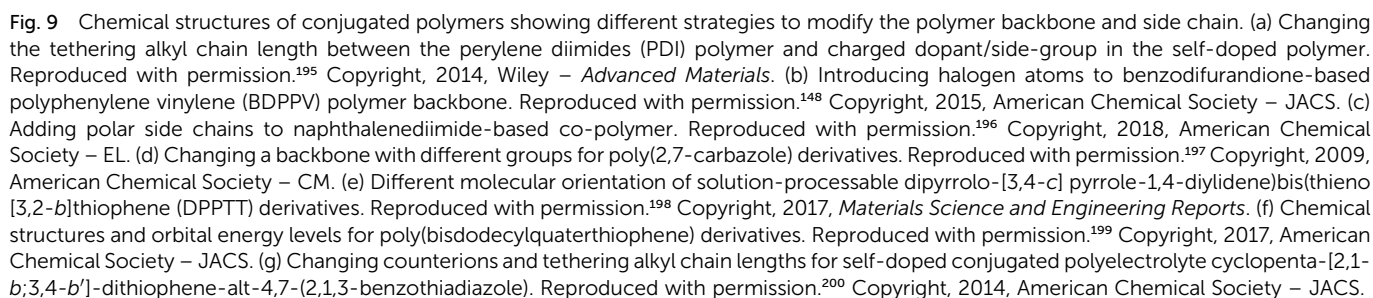 Fig. 9 Chemical structures of conjugated polymers showing different strategies to modify the polymer backbone and side chain. (a) Changing
the tethering alkyl chain length between the perylene diimides (PDI) polymer and charged dopant/side-group in the self-doped polymer.
Reproduced with permission.¹⁹⁵ Copyright, 2014, Wiley – Advanced Materials. (b) Introducing halogen atoms to benzodifurandione-based
polyphenylene vinylene (BDPPV) polymer backbone. Reproduced with permission.¹⁴⁸ Copyright, 2015, American Chemical Society – JACS. (c)
Adding polar side chains to naphthalenediimide-based co-polymer. Reproduced with permission.¹⁹⁶ Copyright, 2018, American Chemical
Society – EL. (d) Changing a backbone with different groups for poly(2,7-carbazole) derivatives. Reproduced with permission.¹⁹⁷ Copyright, 2009,
American Chemical Society – CM. (e) Different molecular orientation of solution-processable dipyrrolo-[3,4-c] pyrrole-1,4-diylidene)bis(thieno
[3,2-b]thiophene (DPPTT) derivatives. Reproduced with permission.¹⁹⁸ Copyright, 2017, Materials Science and Engineering Reports. (f) Chemical
structures and orbital energy levels for poly(bisdodecylquaterthiophene) derivatives. Reproduced with permission.¹⁹⁹ Copyright, 2017, American
Chemical Society – JACS. (g) Changing counterions and tethering alkyl chain lengths for self-doped conjugated polyelectrolyte cyclopenta-[2,1-
b;3,4-b′]-dithiophene-alt-4,7-(2,1,3-benzothiadiazole). Reproduced with permission.²⁰⁰ Copyright, 2014, American Chemical Society – JACS.